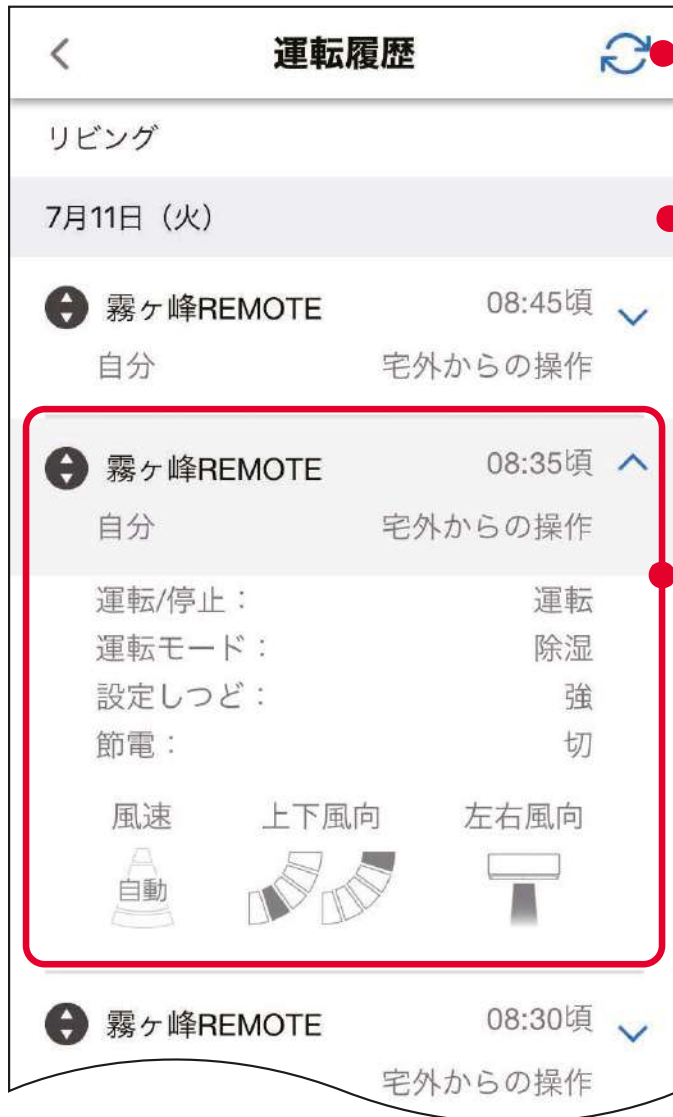 運転履歴
リビング
7月11日（火）
霧ヶ峰REMOTE 08:45頃
自分 宅外からの操作
霧ヶ峰REMOTE 08:35頃
自分 宅外からの操作
運転/停止： 運転
運転モード： 除湿
設定しつど： 強
節電： 切
風速 上下風向 左右風向
自動
霧ヶ峰REMOTE 08:30頃
宅外からの操作